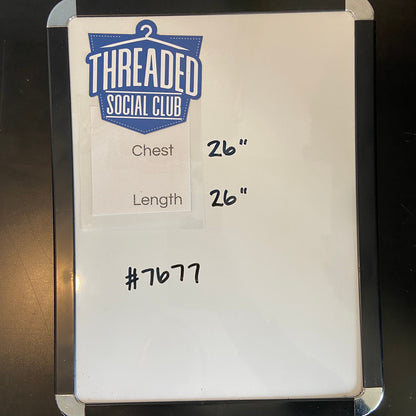 THREADED
SOCIAL CLUB
Chest 26"
Length 26"
#7677